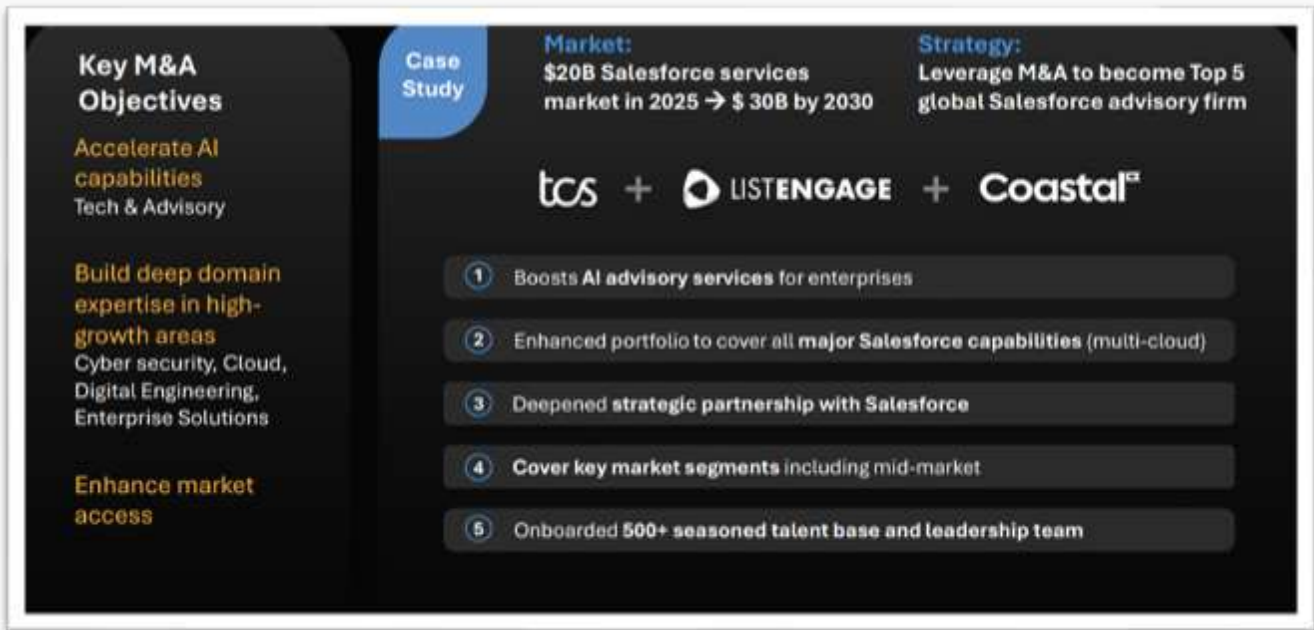 Key M&A
Objectives
Accelerate AI
capabilities
Tech & Advisory
Build deep domain
expertise in high-
growth areas
Cyber security, Cloud,
Digital Engineering,
Enterprise Solutions
Enhance market
access
Case
Study
Market:
$20B Salesforce services
market in 2025 → $ 30B by 2030
Strategy:
Leverage M&A to become Top 5
global Salesforce advisory firm
tcs + LISTENGAGE + Coastal
1 Boosts AI advisory services for enterprises
2 Enhanced portfolio to cover all major Salesforce capabilities (multi-cloud)
3 Deepened strategic partnership with Salesforce
4 Cover key market segments including mid-market
5 Onboarded 500+ seasoned talent base and leadership team